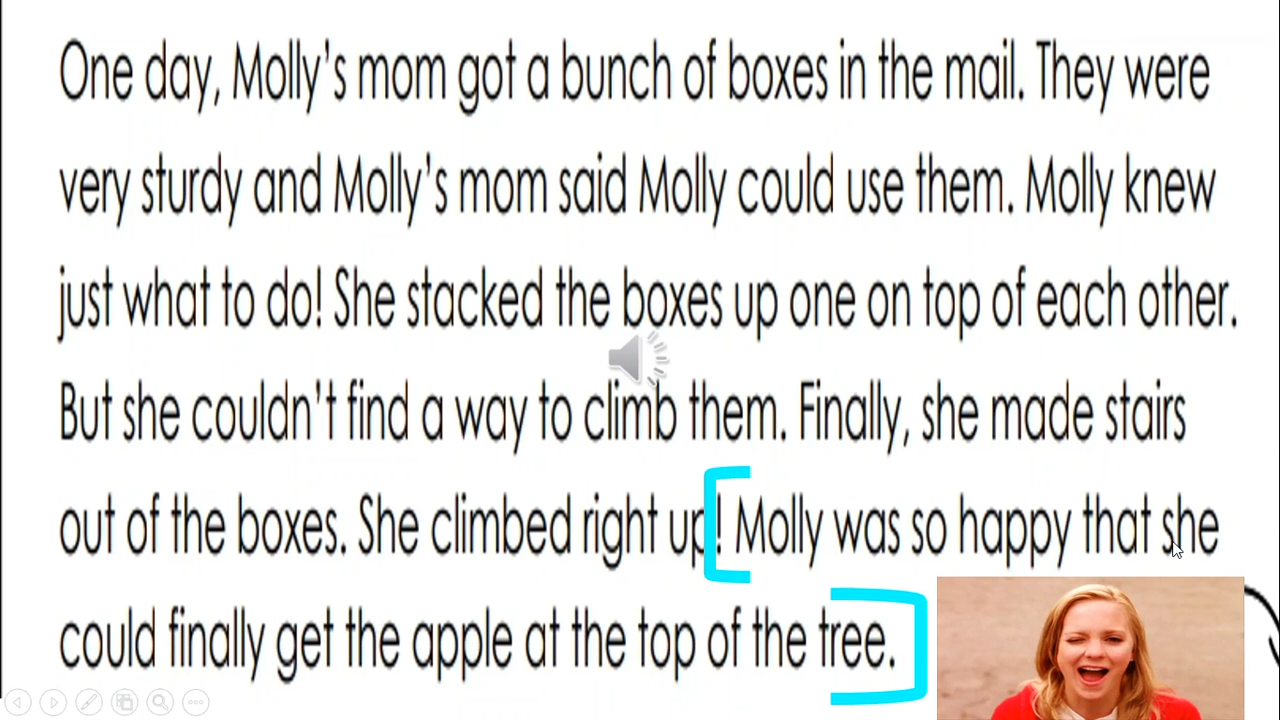 One day, Molly's mom got a bunch of boxes in the mail. They were
very sturdy and Molly's mom said Molly could use them. Molly knew
just what to do! She stacked the boxes up one on top of each other.
But she couldn't find a way to climb them. Finally, she made stairs
out of the boxes. She climbed right up! Molly was so happy that she
could finally get the apple at the top of the tree.